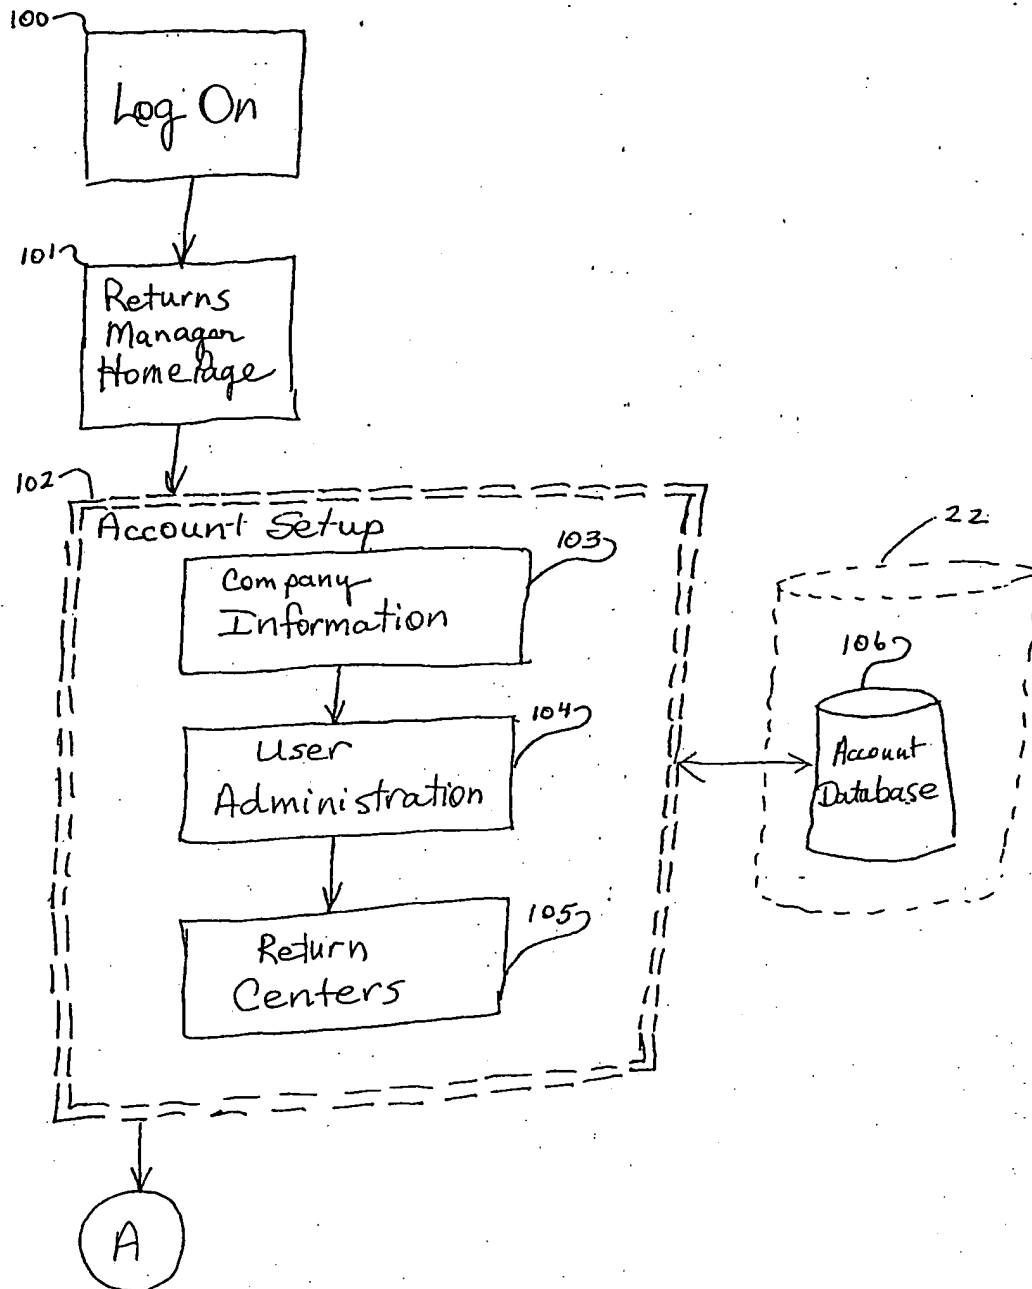 100
Log On
101
Returns
Manager
HomePage
102
Account Setup
103
Company
Information
22
106
104
User
Administration
Account
Database
105
Return
Centers
A